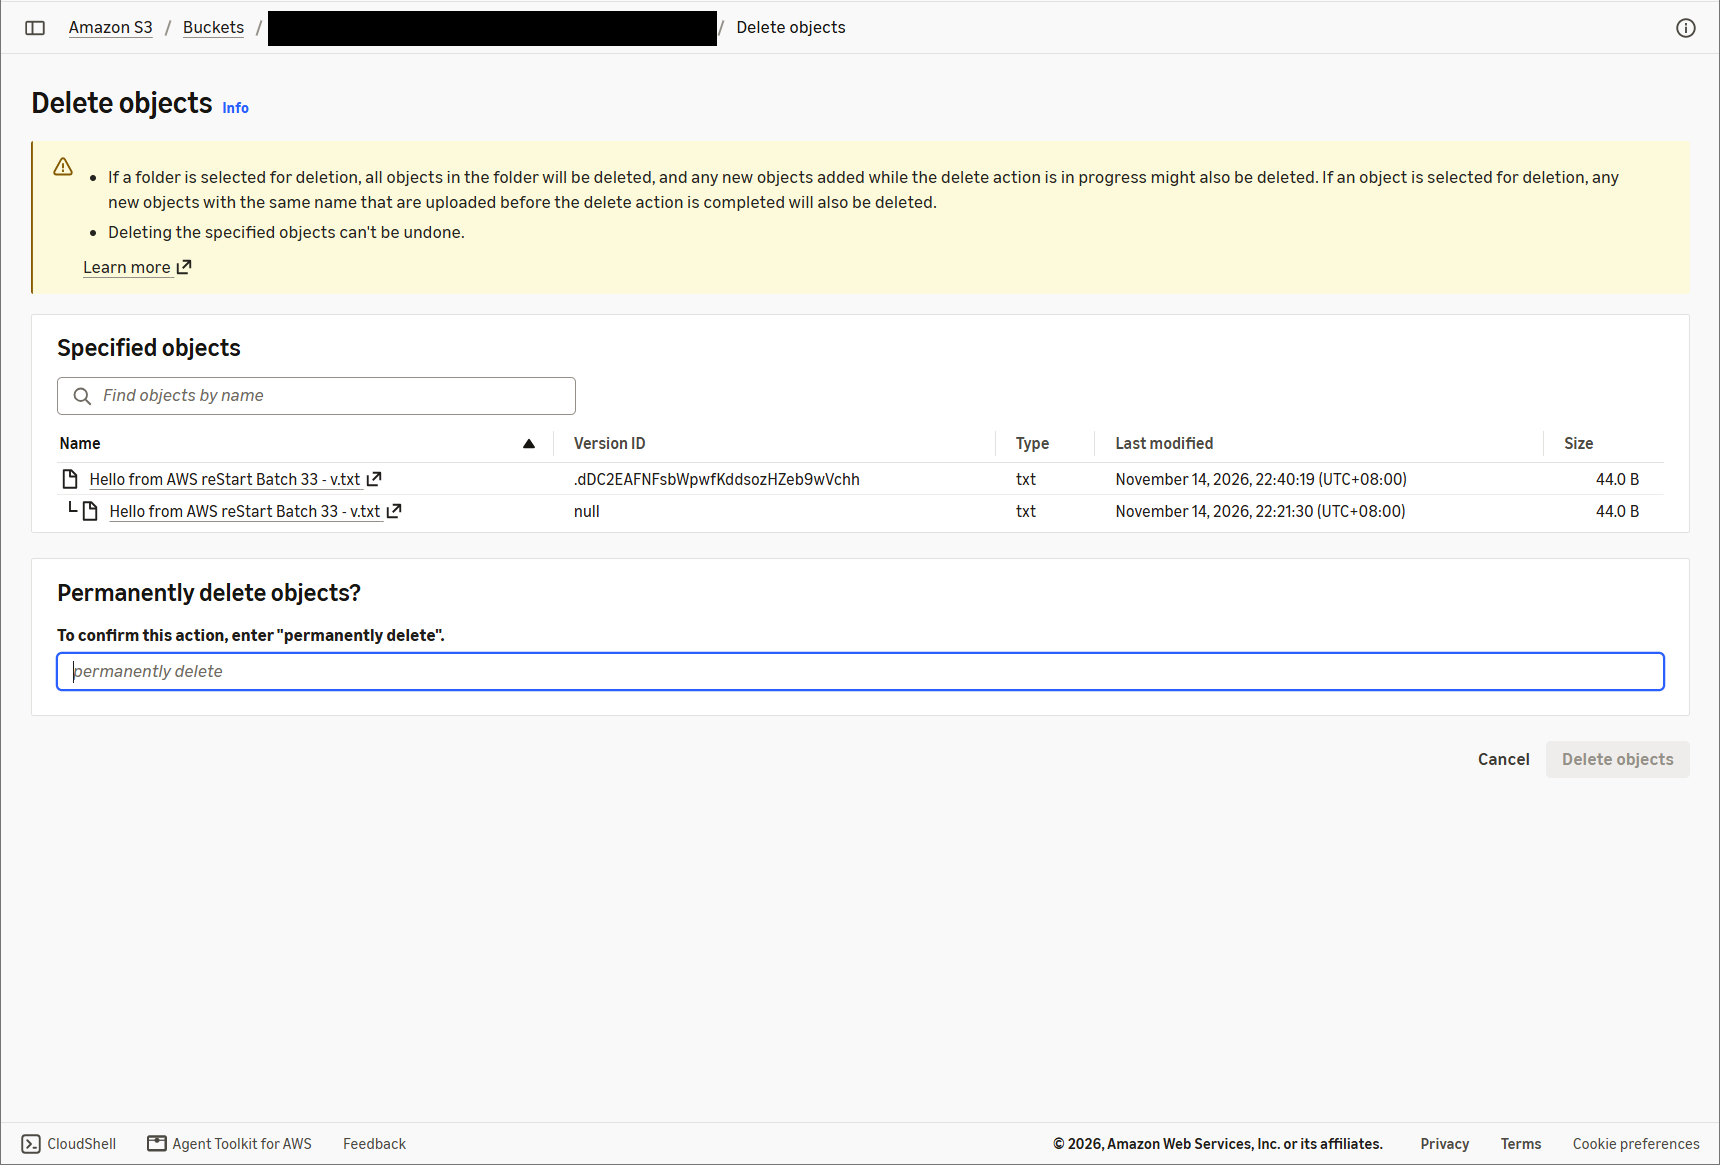 Amazon S3 / Buckets / / Delete objects
Delete objects Info
If a folder is selected for deletion, all objects in the folder will be deleted, and any new objects added while the delete action is in progress might also be deleted. If an object is selected for deletion, any
new objects with the same name that are uploaded before the delete action is completed will also be deleted.
Deleting the specified objects can't be undone.
Learn more
Specified objects
Find objects by name
Name Version ID Type Last modified Size
Hello from AWS reStart Batch 33 - v.txt .dDC2EAFNFsbWpwfKddsozHZeb9wVchh txt November 14, 2026, 22:40:19 (UTC+08:00) 44.0 B
Hello from AWS reStart Batch 33 - v.txt null txt November 14, 2026, 22:21:30 (UTC+08:00) 44.0 B
Permanently delete objects?
To confirm this action, enter "permanently delete".
permanently delete
Cancel Delete objects
CloudShell Agent Toolkit for AWS Feedback © 2026, Amazon Web Services, Inc. or its affiliates. Privacy Terms Cookie preferences